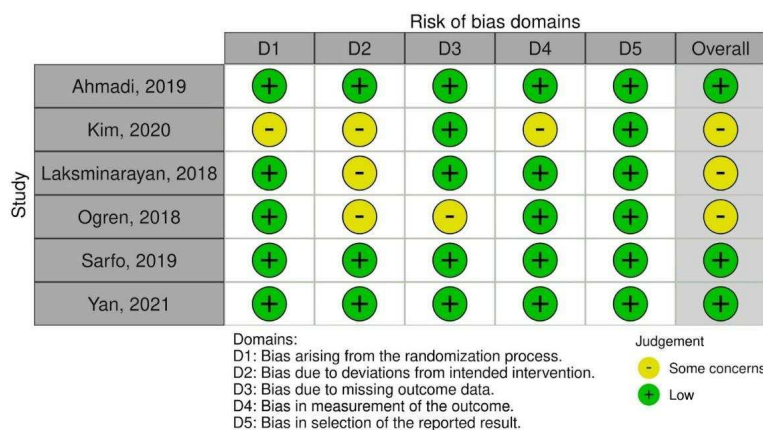 Risk of bias domains
D1 D2 D3 D4 D5 Overall
Study
Ahmadi, 2019 + + + + + +
Kim, 2020 - - + - + -
Laksminarayan, 2018 + - + + + -
Ogren, 2018 + - - + + -
Sarfo, 2019 + + + + + +
Yan, 2021 + + + + + +
Domains:
D1: Bias arising from the randomization process.
D2: Bias due to deviations from intended intervention.
D3: Bias due to missing outcome data.
D4: Bias in measurement of the outcome.
D5: Bias in selection of the reported result.
Judgement
- Some concerns
+ Low